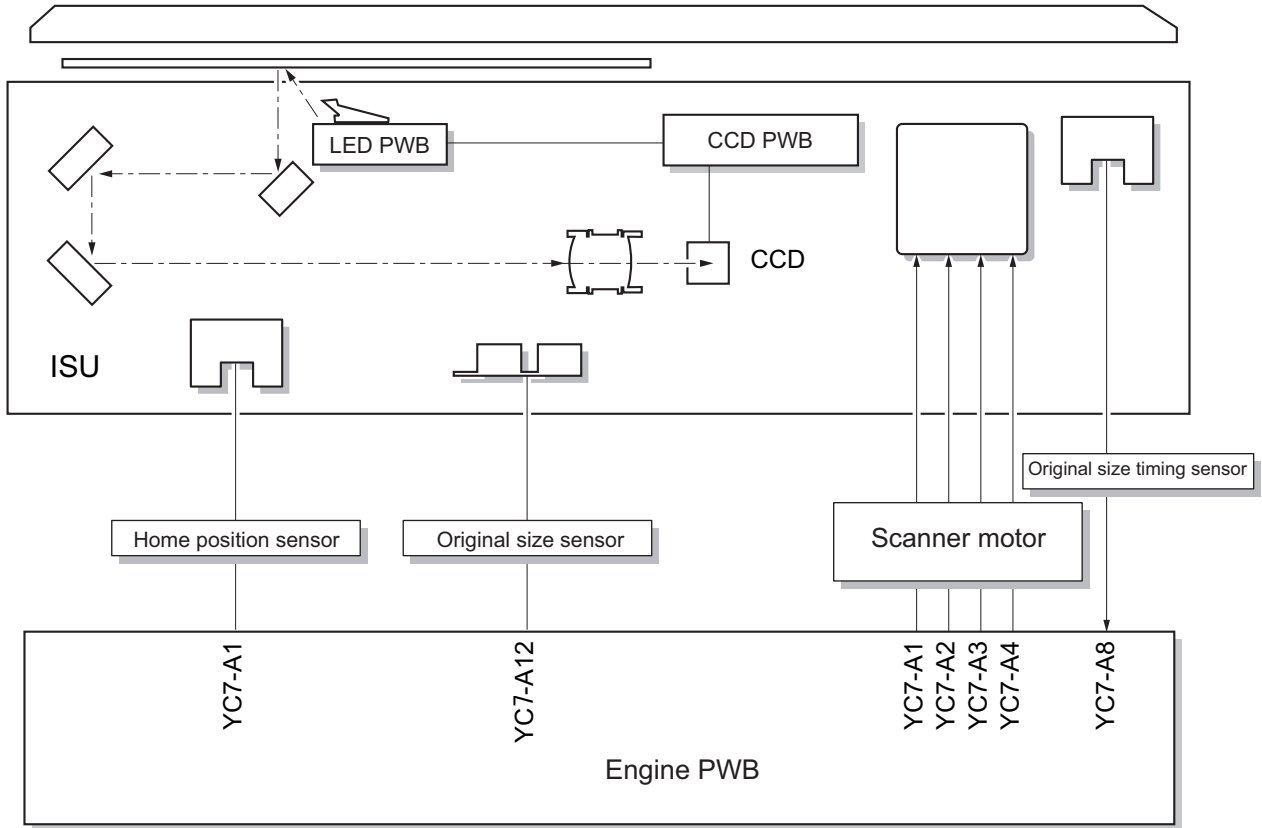 LED PWB
CCD PWB
CCD
ISU
Original size timing sensor
Home position sensor
Original size sensor
Scanner motor
YC7-A1
YC7-A12
YC7-A1
YC7-A2
YC7-A3
YC7-A4
YC7-A8
Engine PWB